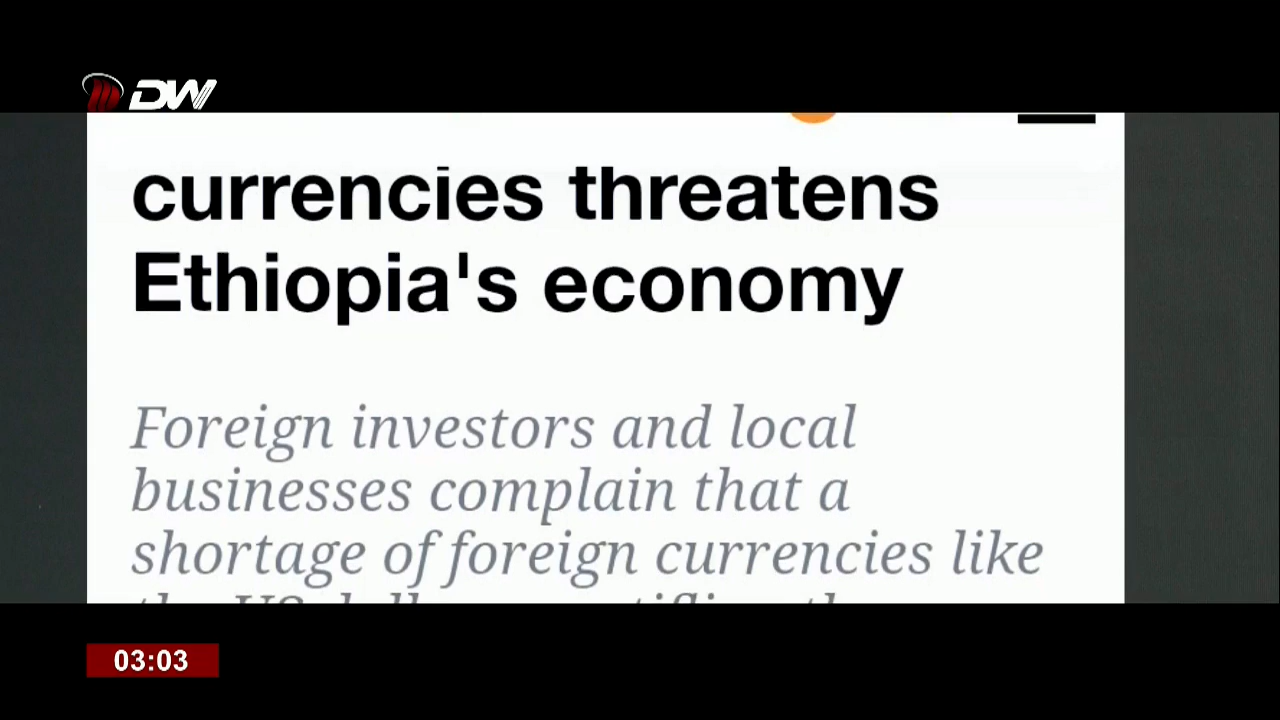 DW
currencies threatens
Ethiopia's economy
Foreign investors and local
businesses complain that a
shortage of foreign currencies like
03:03